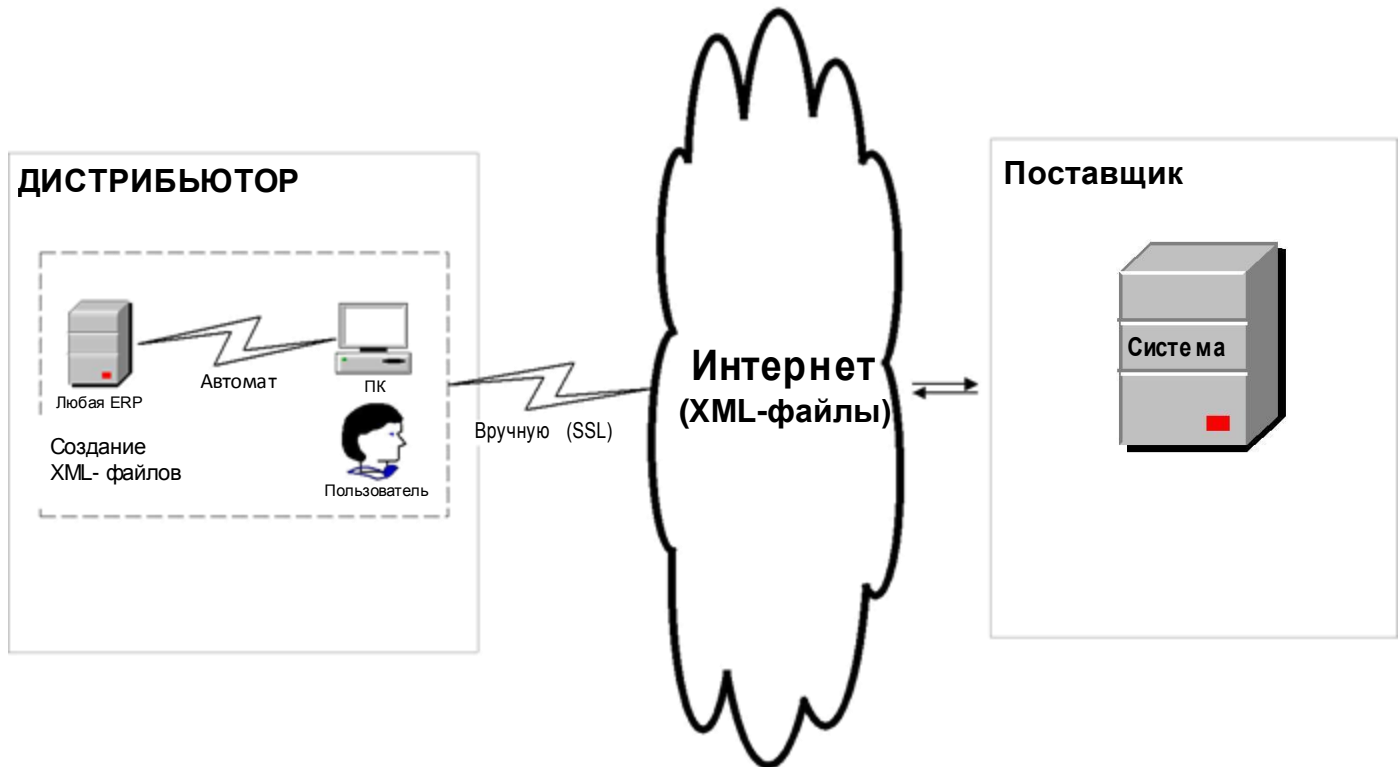 ДИСТРИБЬЮТОР
Любая ERP
Автомат
ПК
Создание
XML- файлов
Пользователь
Вручную (SSL)
Интернет
(XML-файлы)
Поставщик
Система